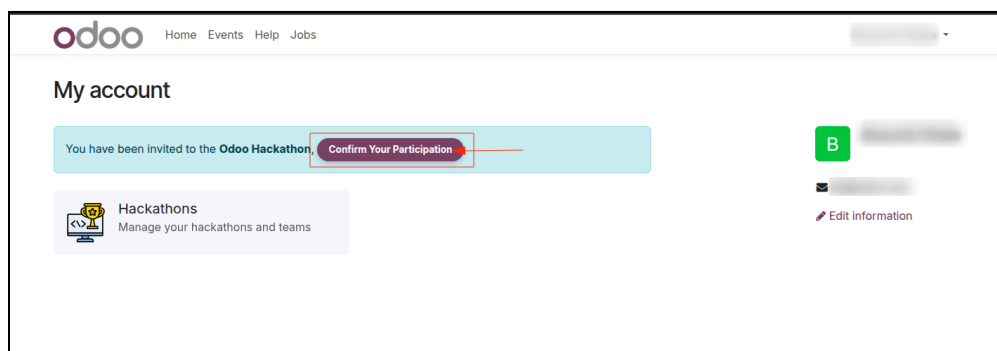 odoo
Home Events Help Jobs
My account
You have been invited to the Odoo Hackathon, Confirm Your Participation
B
Hackathons
Manage your hackathons and teams
Edit information